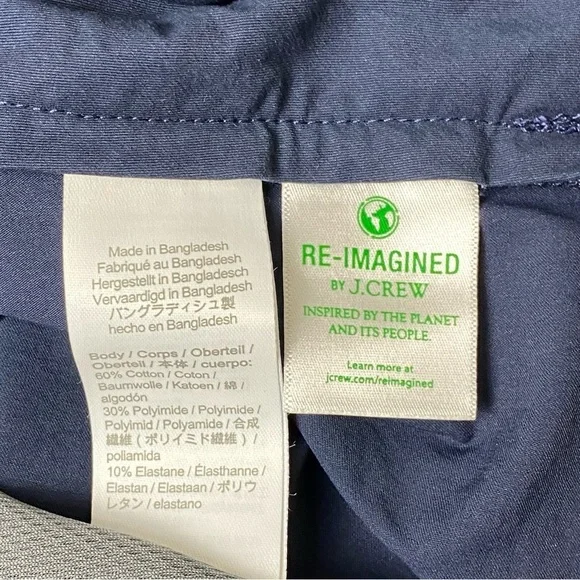 Made in Bangladesh
Fabriqué au Bangladesh
Hergestellt in Bangladesch
Vervaardigd in Bangladesh
バングラディシュ製
hecho en Bangladesh
Body / Corps / Oberteil /
Oberteil / 本体 / cuerpo:
60% Cotton / Coton /
Baumwolle / Katoen / 綿 /
algodón
30% Polyimide / Polyimide /
Polyimid / Polyamide / 合成
繊維 (ポリイミド繊維) /
poliamida
10% Elastane / Élasthanne /
Elastan / Elastaan / ポリウ
レタン / elastano
RE-IMAGINED
BY J.CREW
INSPIRED BY THE PLANET
AND ITS PEOPLE.
Learn more at
jcrew.com/reimagined